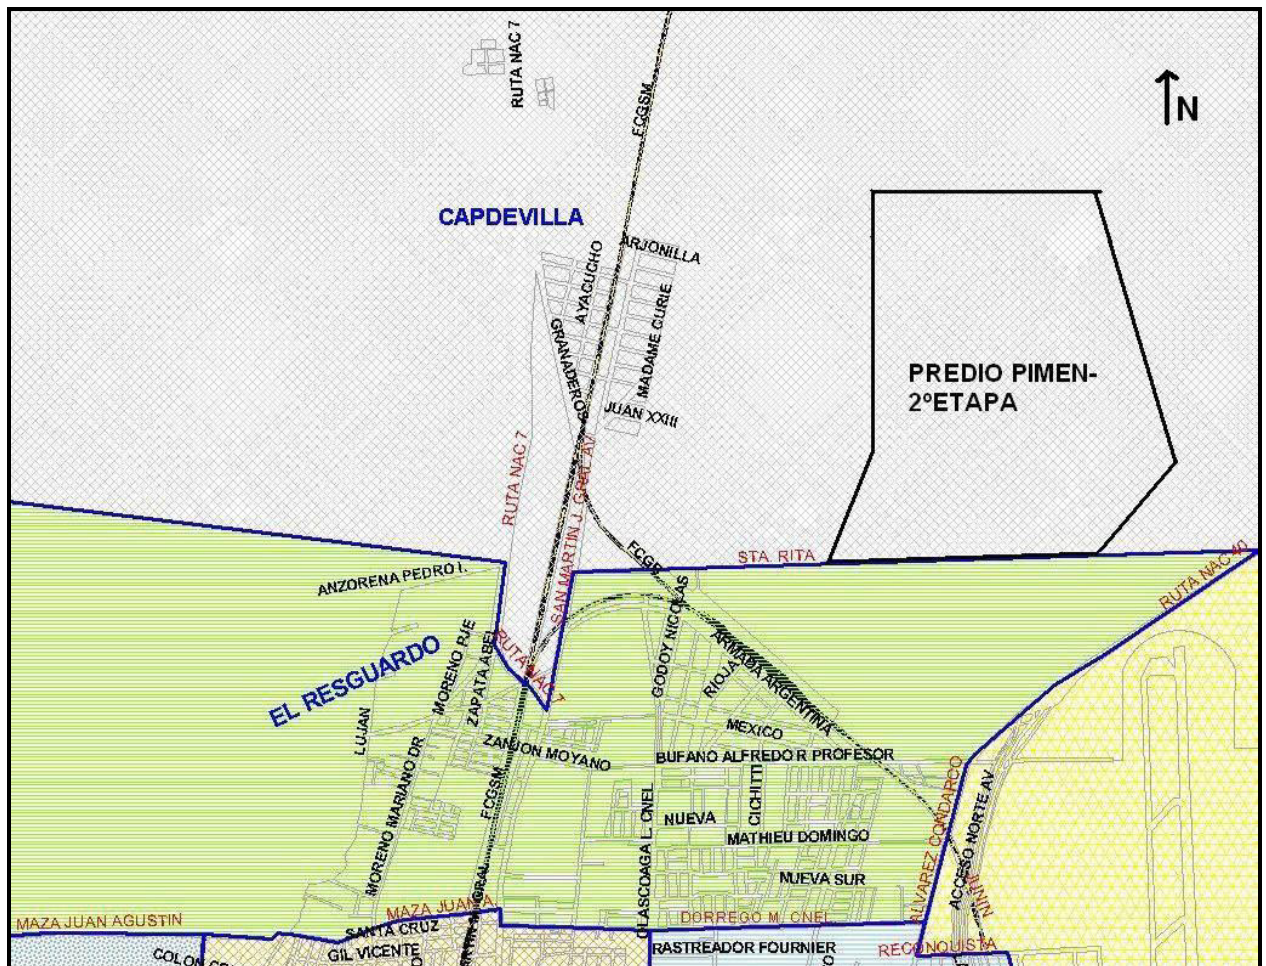 RUTA NAC 7
FCGSM
N
CAPDEVILLA
ARJONILLA
AYACUCHO
GRANADEROS
MADAME CURIE
JUAN XXIII
PREDIO PIMEN-
2ºETAPA
RUTA NAC 7
SAN MARTIN J. GRAL AV
STA. RITA
RUTA NAC 40
ANZORENA PEDRO I.
EL RESGUARDO
MORENO PJE
ZAPATA ABEL
RUTA NAC 7
GODOY NICOLAS
ARMADA ARGENTINA
RIOJA
MEXICO
LUJAN
ZANJON MOYANO
BUFANO ALFREDO R PROFESOR
MORENO MARIANO DR
FCGSM
OLASCOAGA L. CNEL
CICHITTI
NUEVA
MATHIEU DOMINGO
NUEVA SUR
ALVAREZ CONDARCO
ACCESO NORTE AV
JUNIN
MAZA JUAN AGUSTIN
MAZA JUAN A.
DORREGO M. CNEL
SANTA CRUZ
GIL VICENTE
RASTREADOR FOURNIER
RECONQUISTA